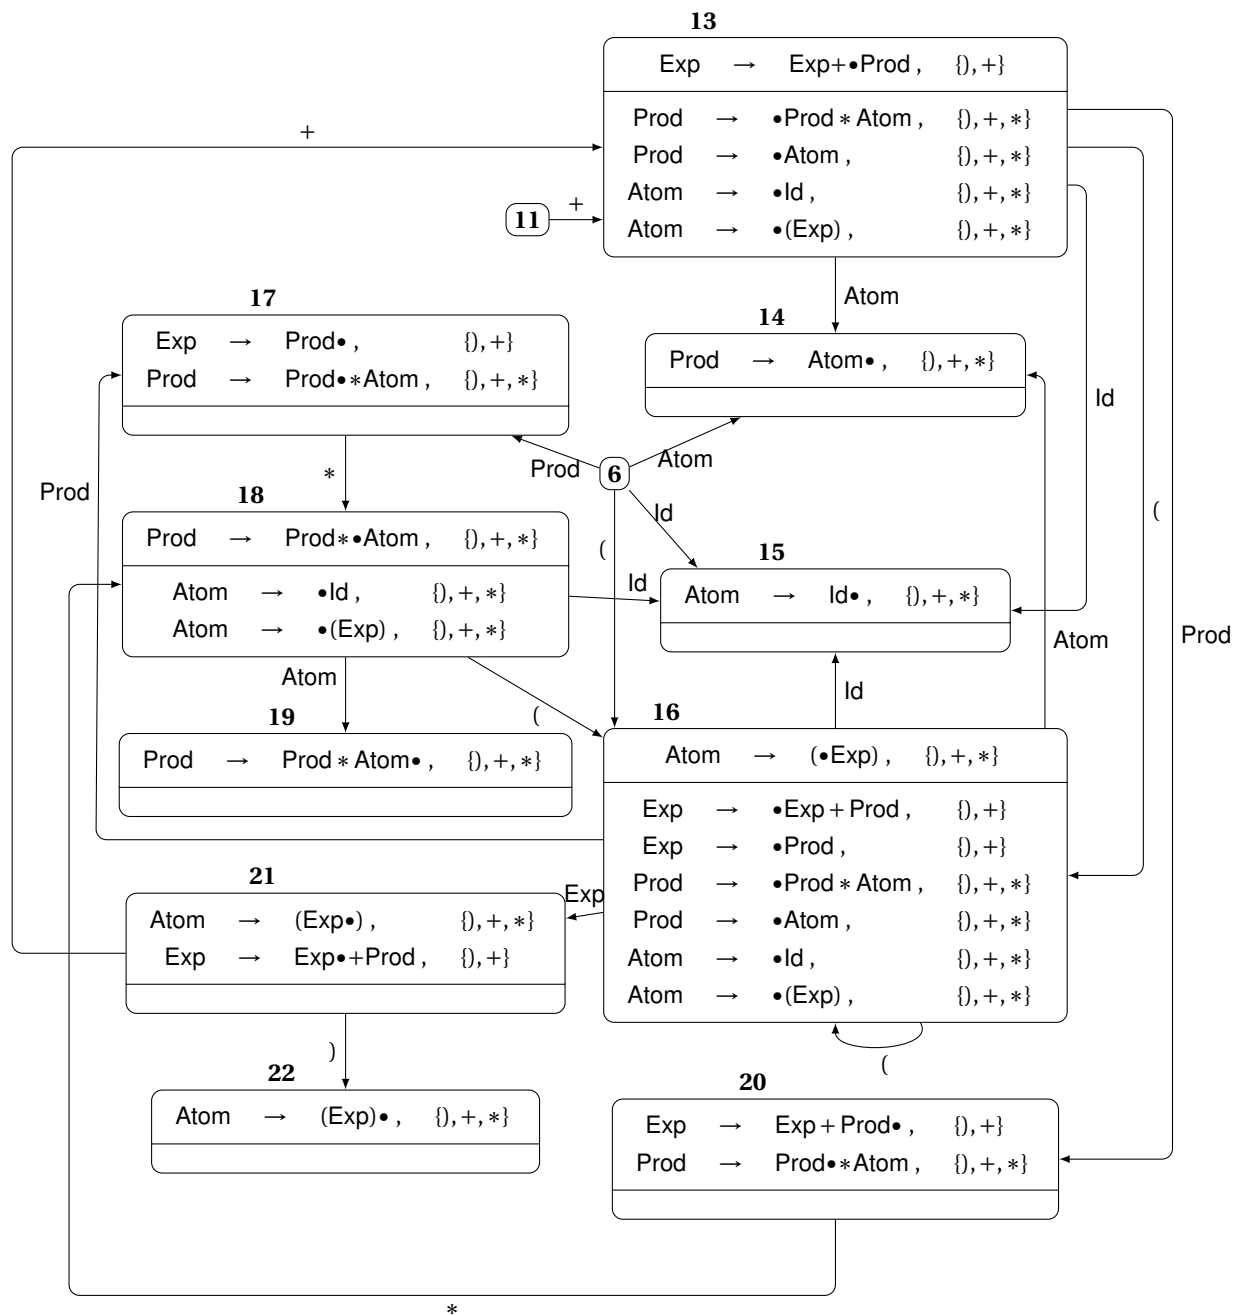 13
Exp → Exp+•Prod , {), +}
Prod → •Prod ∗ Atom , {), +, ∗}
Prod → •Atom , {), +, ∗}
Atom → •Id , {), +, ∗}
Atom → •(Exp) , {), +, ∗}
+
11
+
Atom
17
Exp → Prod• , {), +}
Prod → Prod•∗Atom , {), +, ∗}
14
Prod → Atom• , {), +, ∗}
Id
Prod
6
Atom
∗
Prod
Id
(
(
18
Prod → Prod∗•Atom , {), +, ∗}
Atom → •Id , {), +, ∗}
Atom → •(Exp) , {), +, ∗}
Id
15
Atom → Id• , {), +, ∗}
Atom
Prod
Atom
Id
(
19
Prod → Prod ∗ Atom• , {), +, ∗}
16
Atom → (•Exp) , {), +, ∗}
Exp → •Exp + Prod , {), +}
Exp → •Prod , {), +}
Prod → •Prod ∗ Atom , {), +, ∗}
Prod → •Atom , {), +, ∗}
Atom → •Id , {), +, ∗}
Atom → •(Exp) , {), +, ∗}
Exp
21
Atom → (Exp•) , {), +, ∗}
Exp → Exp•+Prod , {), +}
)
(
22
Atom → (Exp)• , {), +, ∗}
20
Exp → Exp + Prod• , {), +}
Prod → Prod•∗Atom , {), +, ∗}
∗